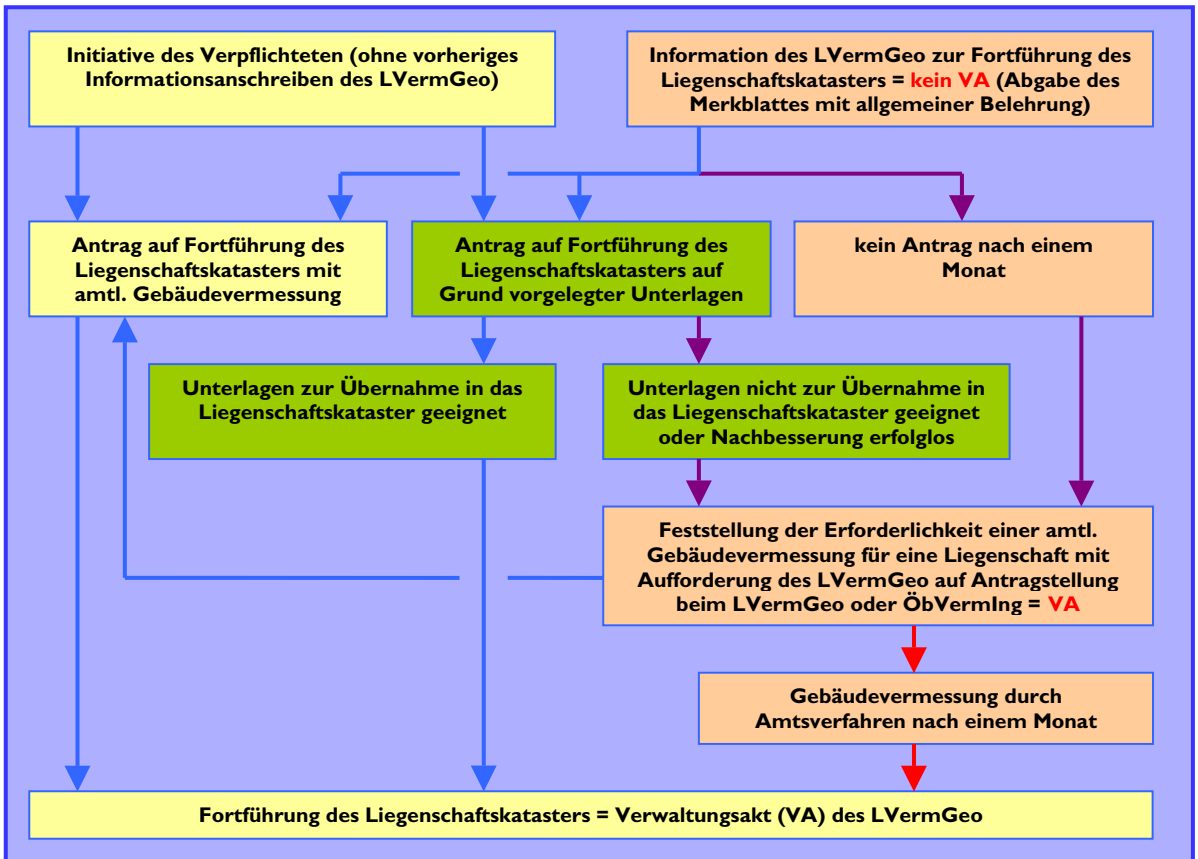 Initiative des Verpflichteten (ohne vorheriges
Informationsanschreiben des LVermGeo)
Information des LVermGeo zur Fortführung des
Liegenschaftskatasters = kein VA (Abgabe des
Merkblattes mit allgemeiner Belehrung)
Antrag auf Fortführung des
Liegenschaftskatasters mit
amtl. Gebäudevermessung
Antrag auf Fortführung des
Liegenschaftskatasters auf
Grund vorgelegter Unterlagen
kein Antrag nach einem
Monat
Unterlagen zur Übernahme in das
Liegenschaftskataster geeignet
Unterlagen nicht zur Übernahme in
das Liegenschaftskataster geeignet
oder Nachbesserung erfolglos
Feststellung der Erforderlichkeit einer amtl.
Gebäudevermessung für eine Liegenschaft mit
Aufforderung des LVermGeo auf Antragstellung
beim LVermGeo oder ÖbVermIng = VA
Gebäudevermessung durch
Amtsverfahren nach einem Monat
Fortführung des Liegenschaftskatasters = Verwaltungsakt (VA) des LVermGeo